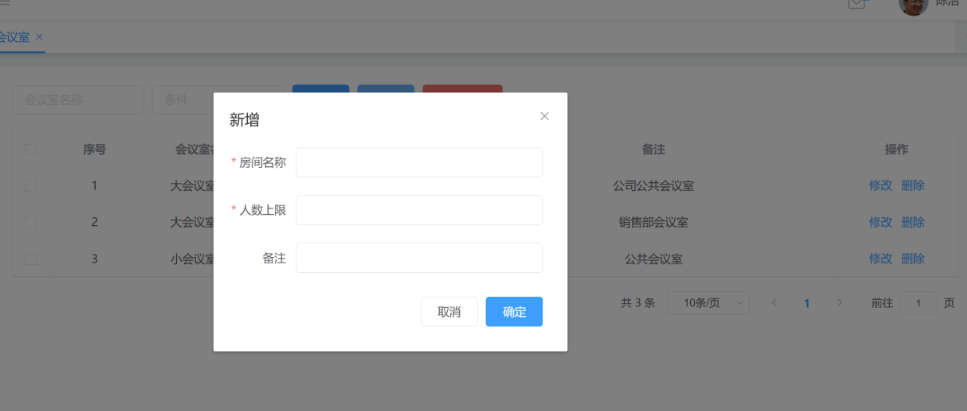 会议室 ×
会议室名称 条件
新增
序号 会议室 备注 操作
* 房间名称
1 大会议室 公司公共会议室 修改 删除
* 人数上限
2 大会议室 销售部会议室 修改 删除
备注
3 小会议室 公共会议室 修改 删除
共 3 条 10条/页 < 1 > 前往 1 页
取消 确定